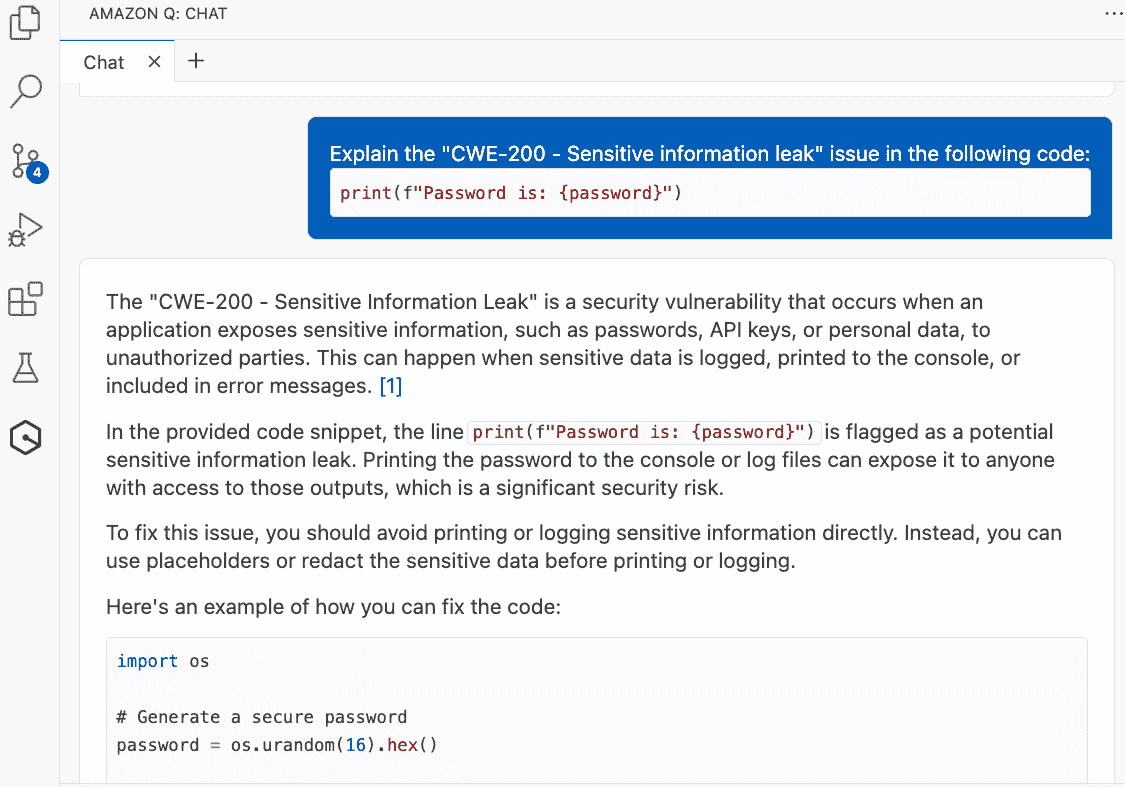 AMAZON Q: CHAT
Chat
4
Explain the "CWE-200 - Sensitive information leak" issue in the following code:
print(f"Password is: {password}")
The "CWE-200 - Sensitive Information Leak" is a security vulnerability that occurs when an
application exposes sensitive information, such as passwords, API keys, or personal data, to
unauthorized parties. This can happen when sensitive data is logged, printed to the console, or
included in error messages. [1]
In the provided code snippet, the line print(f"Password is: {password}") is flagged as a potential
sensitive information leak. Printing the password to the console or log files can expose it to anyone
with access to those outputs, which is a significant security risk.
To fix this issue, you should avoid printing or logging sensitive information directly. Instead, you can
use placeholders or redact the sensitive data before printing or logging.
Here's an example of how you can fix the code:
import os
# Generate a secure password
password = os.urandom(16).hex()